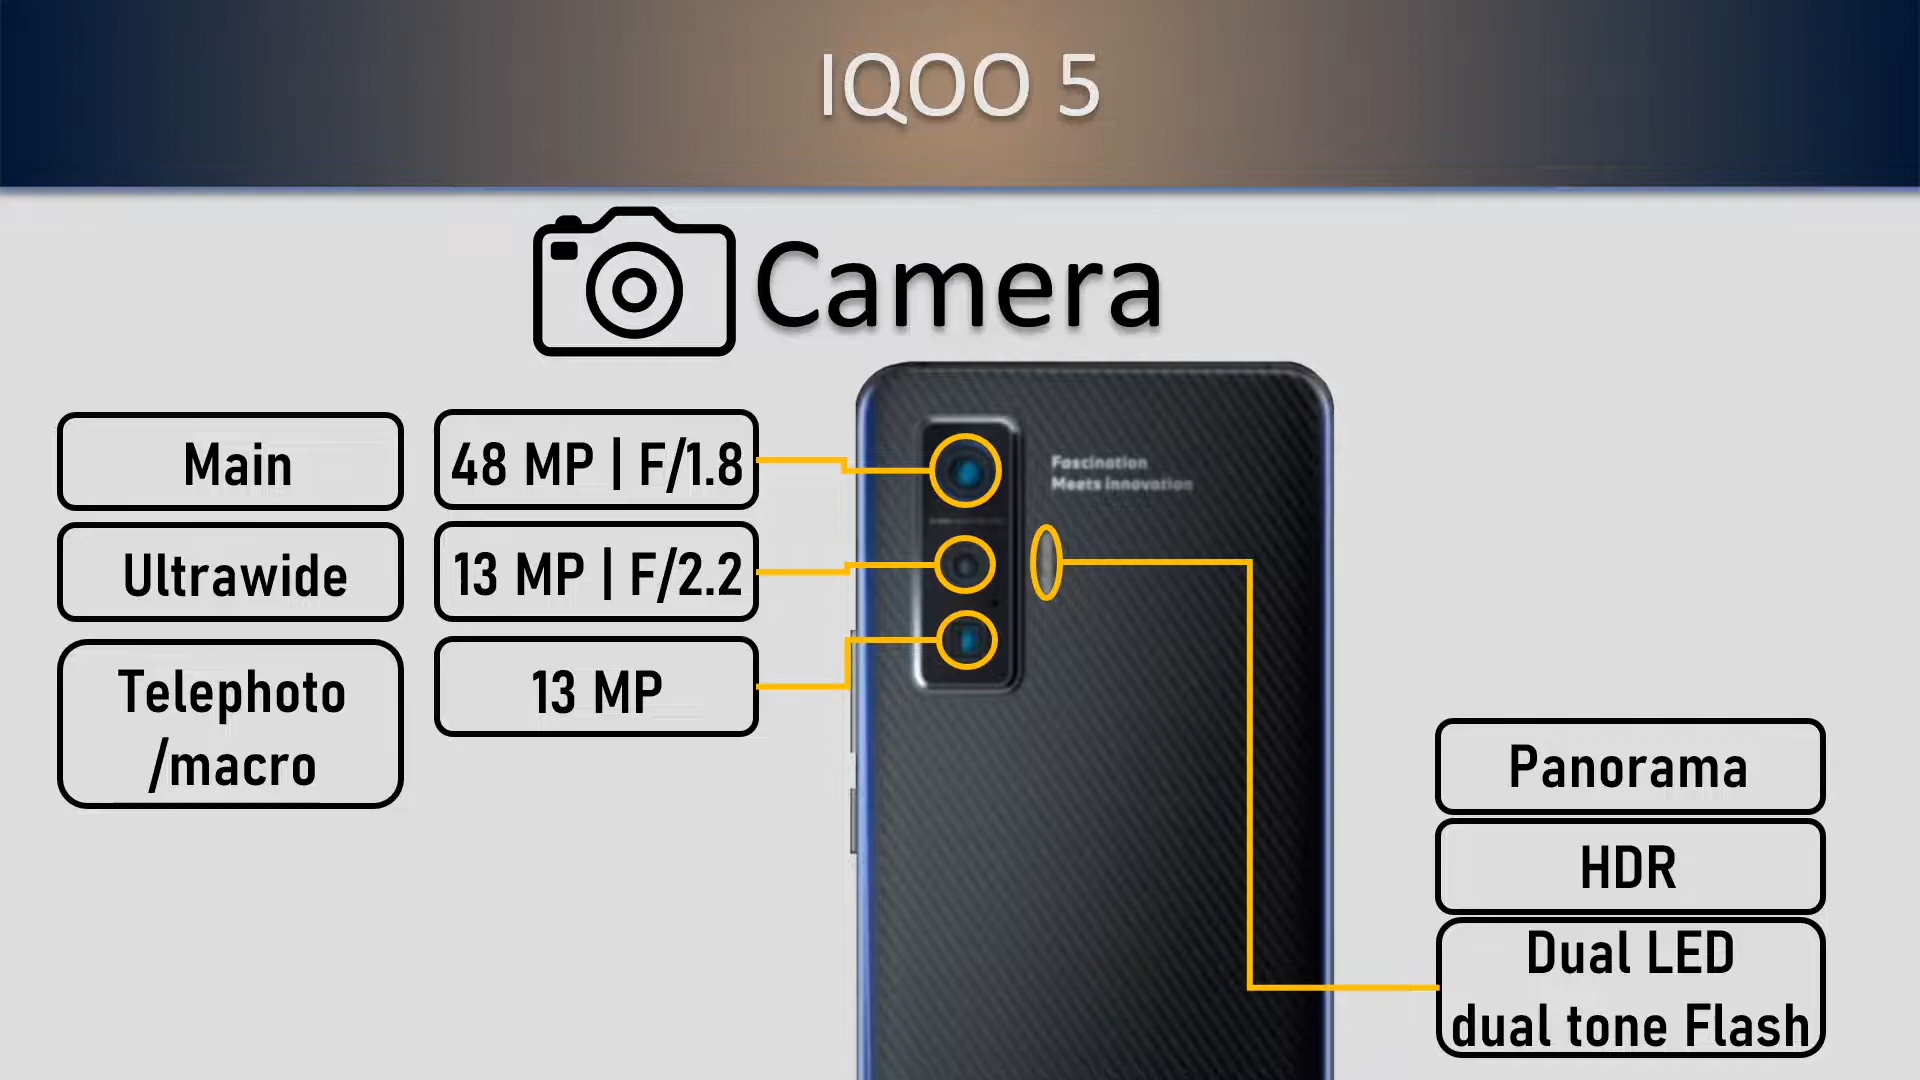 IQOO 5
Camera
Main
48 MP | F/1.8
Ultrawide
13 MP | F/2.2
Telephoto
/macro
13 MP
Fascination
Meets innovation
Panorama
HDR
Dual LED
dual tone Flash